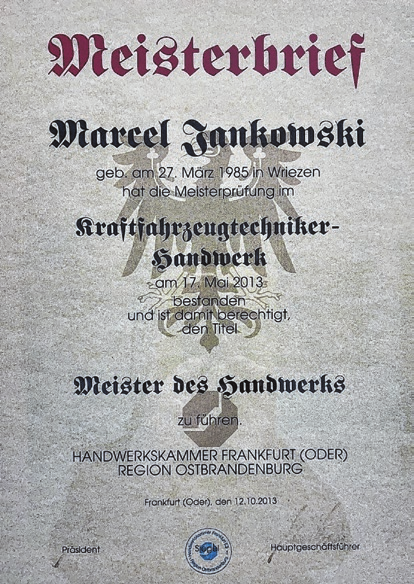 Meisterbrief
Marcel Jankowski
geb. am 27. März 1985 in Wriezen
hat die Meisterprüfung im
Kraftfahrzeugtechniker-
Handwerk
am 17. Mai 2013
bestanden
und ist damit berechtigt,
den Titel
Meister des Handwerks
zu führen.
HANDWERKSKAMMER FRANKFURT (ODER)
REGION OSTBRANDENBURG
Frankfurt (Oder), den 12.10.2013
Präsident
Siegel
Hauptgeschäftsführer